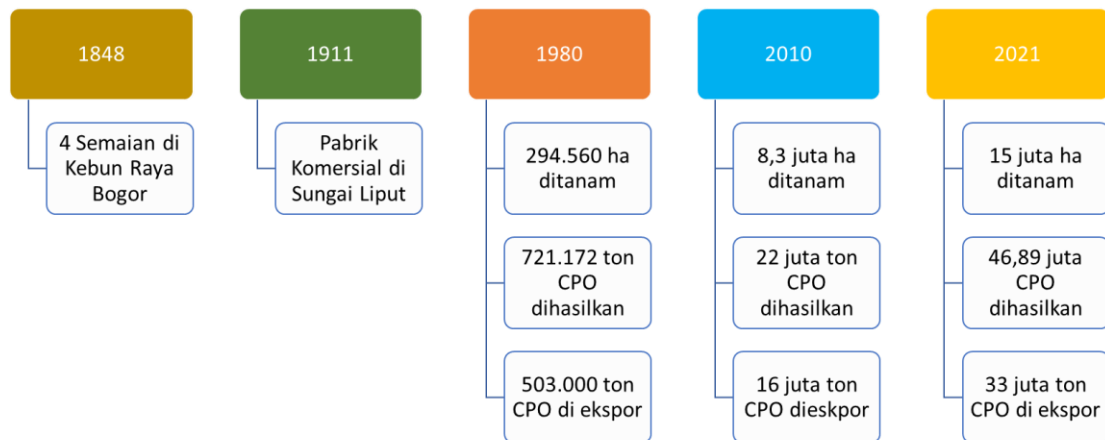 1848
4 Semaian di
Kebun Raya
Bogor
1911
Pabrik
Komersial di
Sungai Liput
1980
294.560 ha
ditanam
721.172 ton
CPO
dihasilkan
503.000 ton
CPO di ekspor
2010
8,3 juta ha
ditanam
22 juta ton
CPO
dihasilkan
16 juta ton
CPO dieskpor
2021
15 juta ha
ditanam
46,89 juta
CPO
dihasilkan
33 juta ton
CPO di ekspor